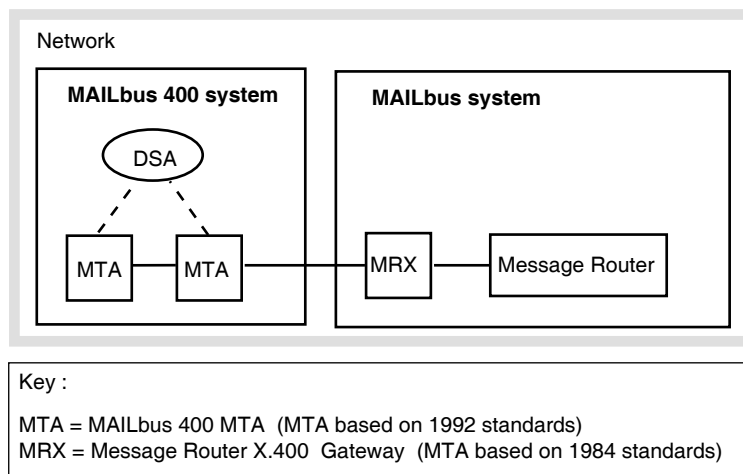 Network
MAILbus 400 system
MAILbus system
DSA
MTA
MTA
MRX
Message Router
Key :
MTA = MAILbus 400 MTA (MTA based on 1992 standards)
MRX = Message Router X.400 Gateway (MTA based on 1984 standards)